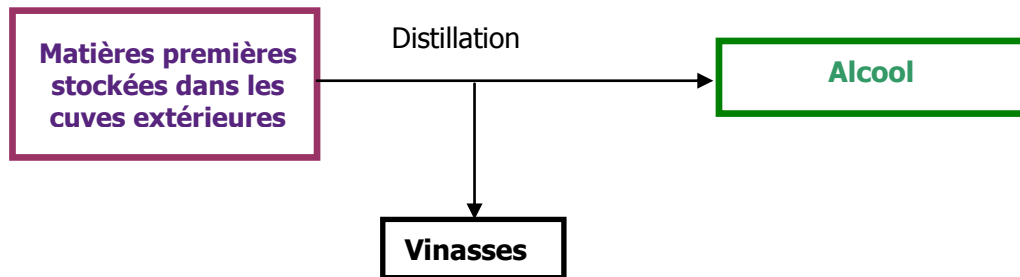 Matières premières
stockées dans les
cuves extérieures
Distillation
Alcool
Vinasses